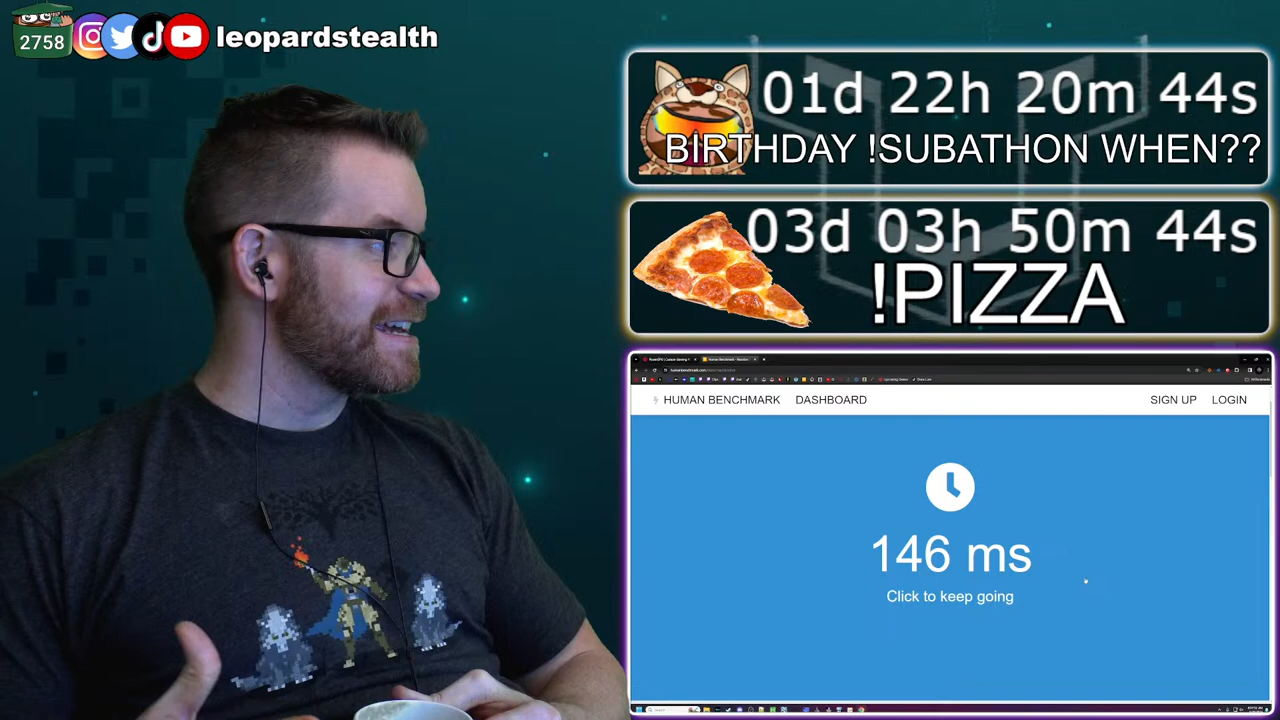 2758
leopardstealth
01d 22h 20m 44s
BIRTHDAY !SUBATHON WHEN??
03d 03h 50m 44s
!PIZZA
HUMAN BENCHMARK DASHBOARD SIGN UP LOGIN
146 ms
Click to keep going